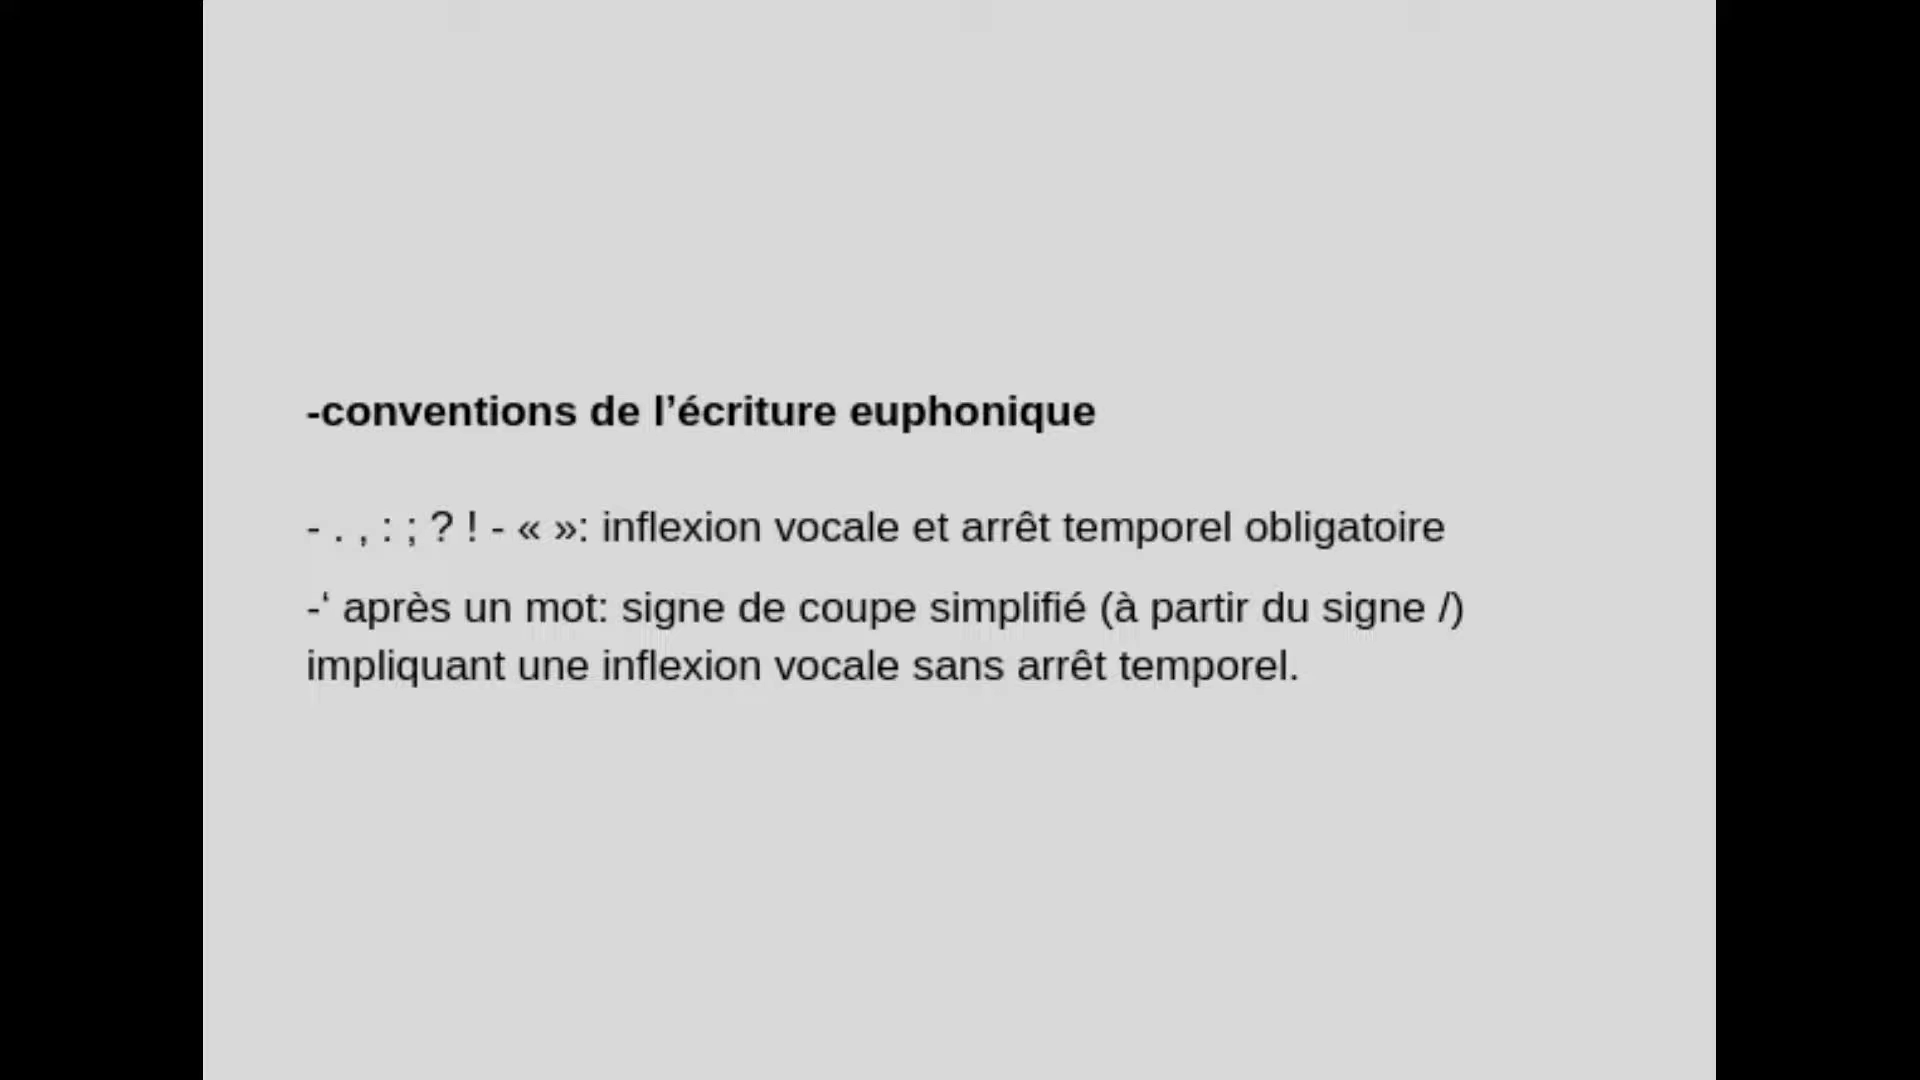 -conventions de l’écriture euphonique
- . , : ; ? ! - « »: inflexion vocale et arrêt temporel obligatoire
-‘ après un mot: signe de coupe simplifié (à partir du signe /)
impliquant une inflexion vocale sans arrêt temporel.